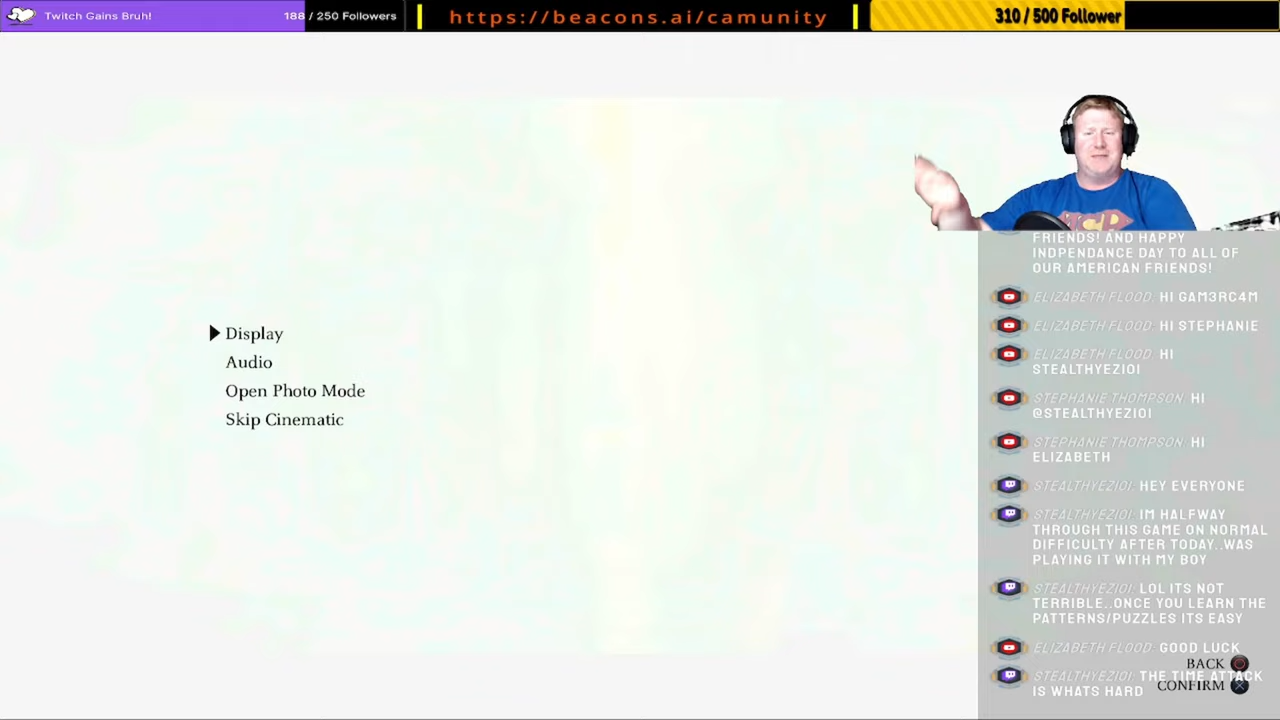 Twitch Gains Bruh!
188 / 250 Followers
https://beacons.ai/camunity
310 / 500 Follower
Display
Audio
Open Photo Mode
Skip Cinematic
FRIENDS! AND HAPPY
INDPENDANCE DAY TO ALL OF
OUR AMERICAN FRIENDS!
ELIZABETH FLOOD: HI GAM3RC4M
ELIZABETH FLOOD: HI STEPHANIE
ELIZABETH FLOOD: HI
STEALTHYEZIO1
STEPHANIE THOMPSON: HI
@STEALTHYEZIO1
STEPHANIE THOMPSON: HI
ELIZABETH
STEALTHYEZIO1: HEY EVERYONE
STEALTHYEZIO1: IM HALFWAY
THROUGH THIS GAME ON NORMAL
DIFFICULTY AFTER TODAY..WAS
PLAYING IT WITH MY BOY
STEALTHYEZIO1: LOL ITS NOT
TERRIBLE..ONCE YOU LEARN THE
PATTERNS/PUZZLES ITS EASY
ELIZABETH FLOOD: GOOD LUCK
BACK
STEALTHYEZIO1: THE TIME ATTACK
IS WHATS HARD
CONFIRM